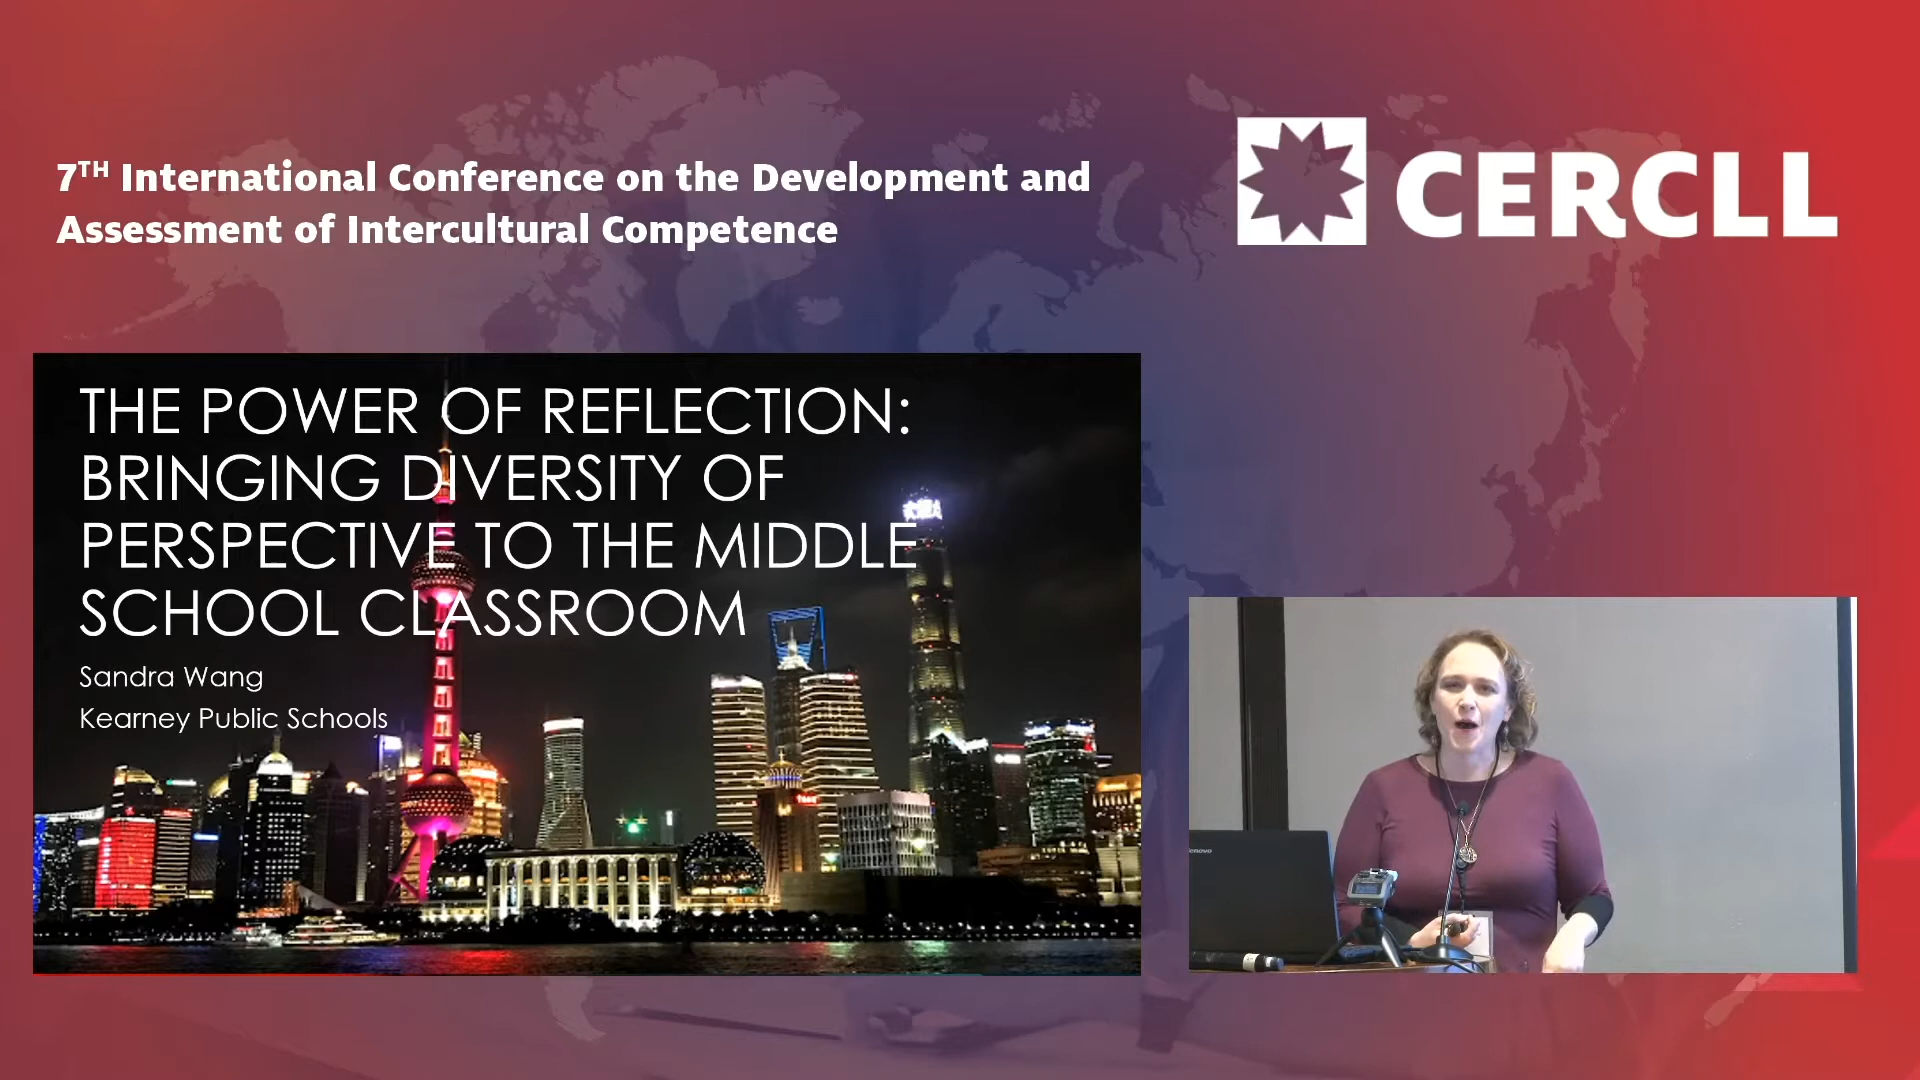 7TH International Conference on the Development and
Assessment of Intercultural Competence
CERCLL
THE POWER OF REFLECTION:
BRINGING DIVERSITY OF
PERSPECTIVE TO THE MIDDLE
SCHOOL CLASSROOM
Sandra Wang
Kearney Public Schools